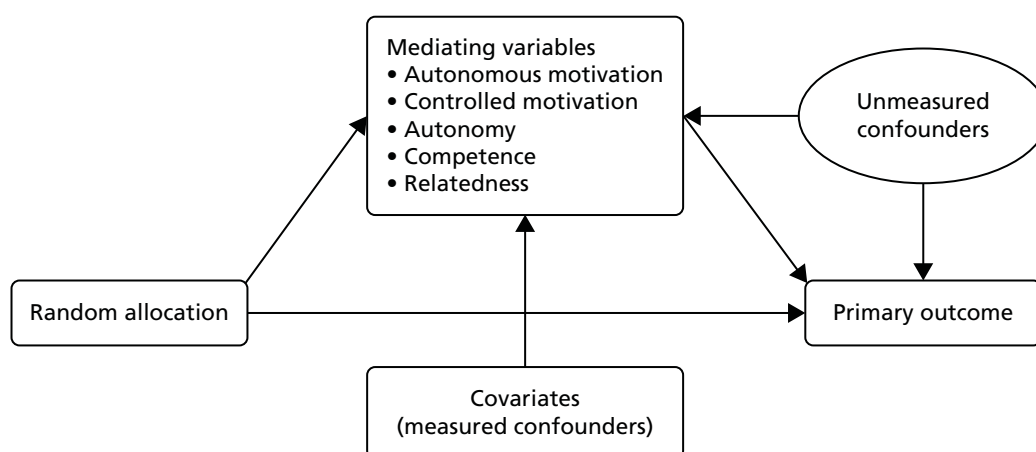 Mediating variables
• Autonomous motivation
• Controlled motivation
• Autonomy
• Competence
• Relatedness
Unmeasured
confounders
Random allocation
Primary outcome
Covariates
(measured confounders)